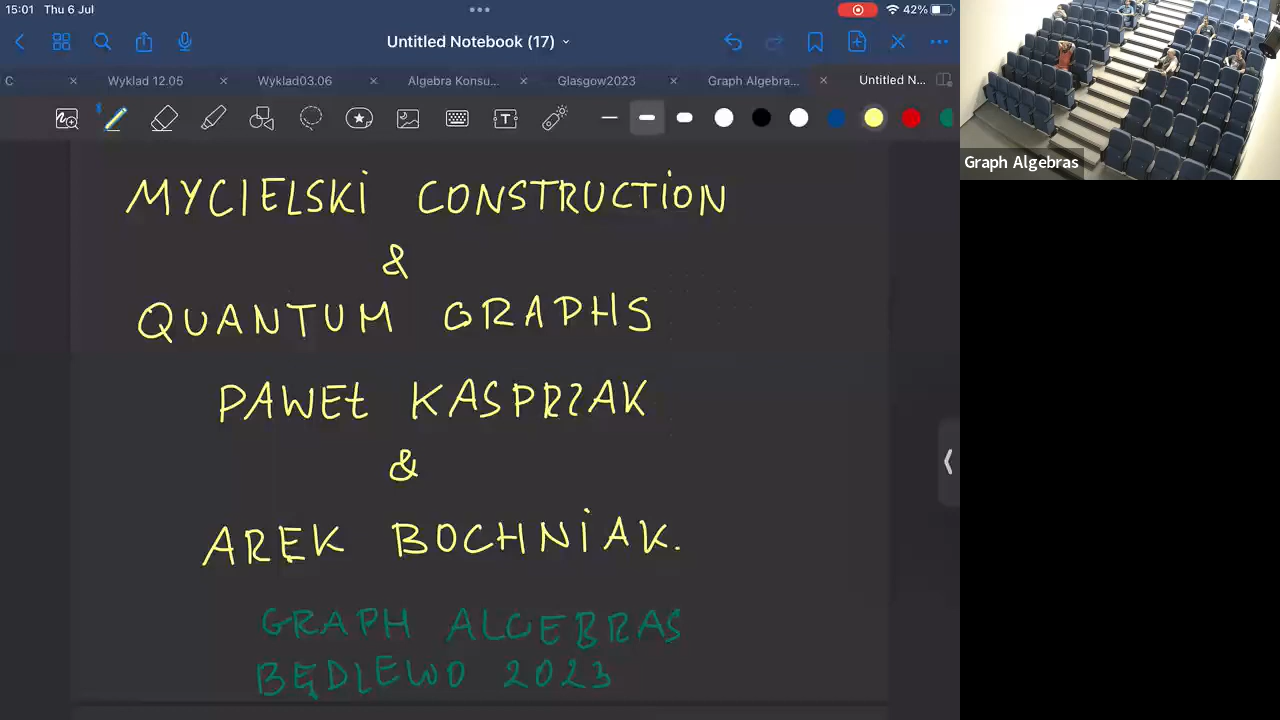 15:01 Thu 6 Jul
42%
Untitled Notebook (17)
C
Wyklad 12.05
Wyklad03.06
Algebra Konsu...
Glasgow2023
Graph Algebra...
Untitled N...
MYCIELSKi CONSTRUCTiON
&
QUANTUM GRAPHS
PAWEŁ KASPRZAK
&
AREK BOCHNiAK.
GRAPH ALGEBRAS
BĘDLEWO 2023
Graph Algebras